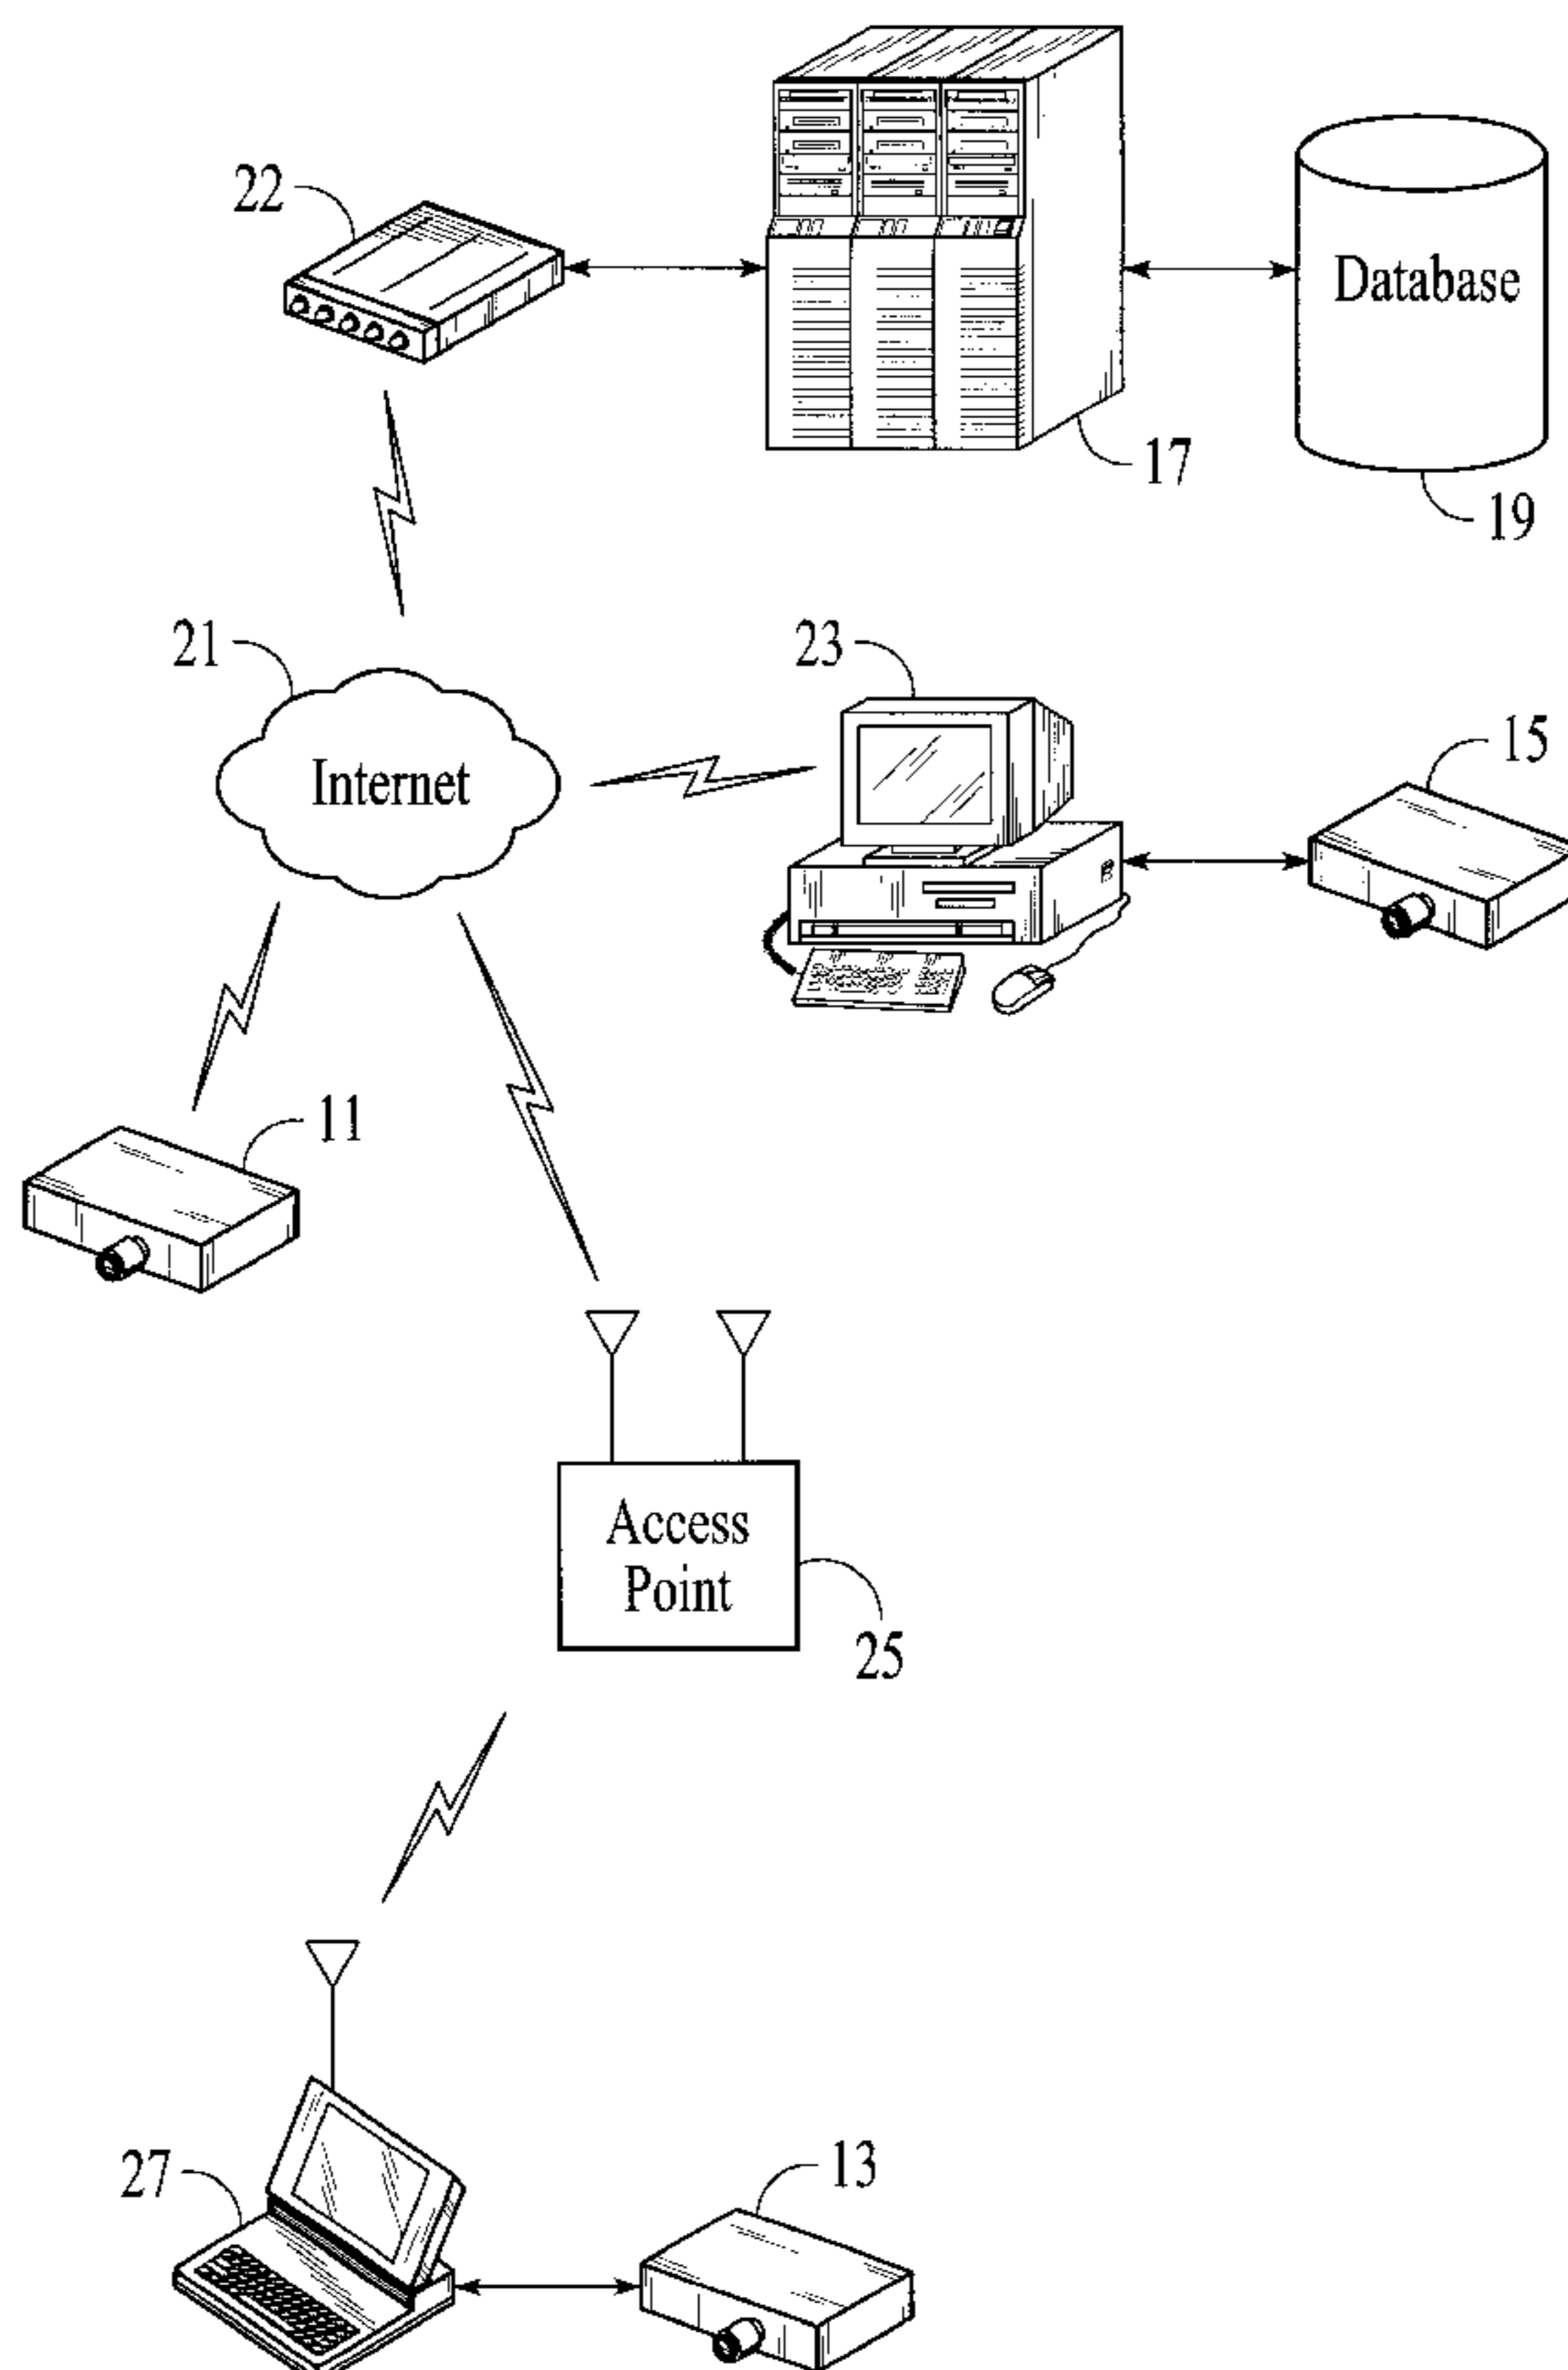 22
Database
17
19
21
23
15
Internet
11
Access
Point
25
27
13